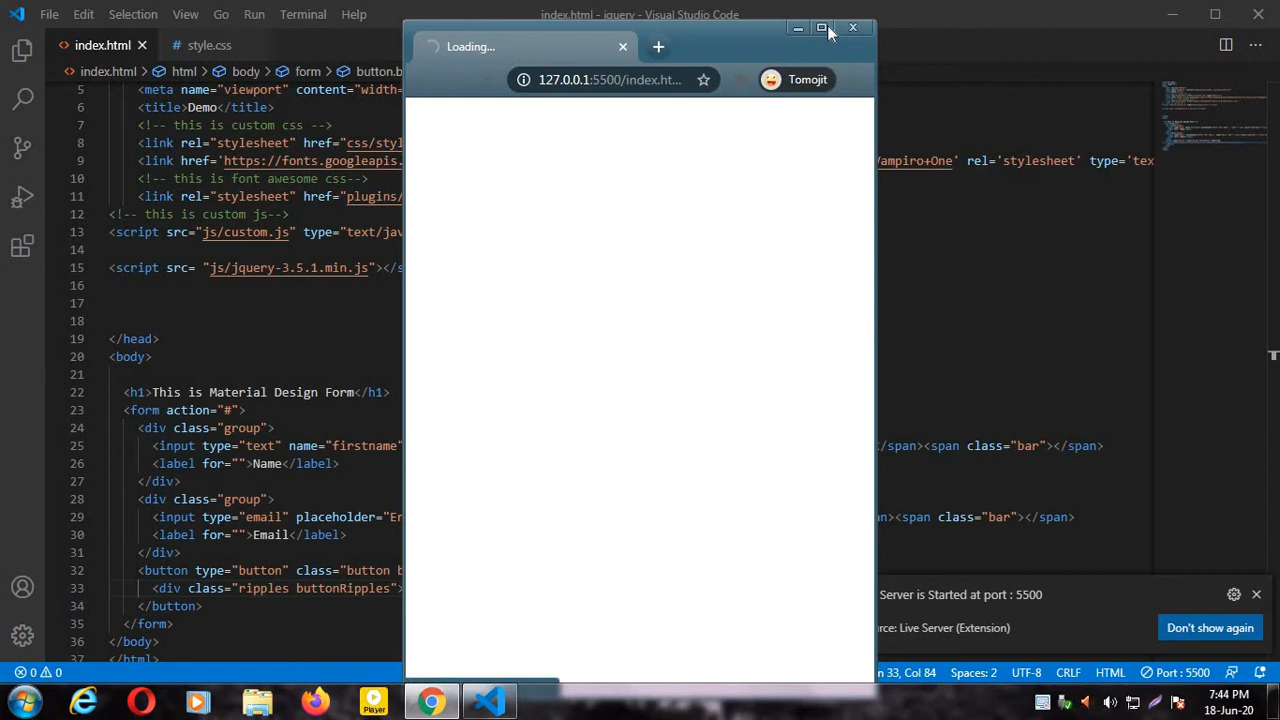 File Edit Selection View Go Run Terminal Help
index.html - jquery - Visual Studio Code
index.html
style.css
Loading...
index.html html body form button.b
127.0.0.1:5500/index.ht...
Tomojit
5 <meta name="viewport" content="width=
6 <title>Demo</title>
7 <!-- this is custom css -->
8 <link rel="stylesheet" href="css/styl
9 <link href='https://fonts.googleapis. /ampiro+One' rel='stylesheet' type='tex
10 <!-- this is font awesome css-->
11 <link rel="stylesheet" href="plugins/
12 <!-- this is custom js-->
13 <script src="js/custom.js" type="text/jav
14
15 <script src= "js/jquery-3.5.1.min.js"></s
16
17
18
19 </head>
20 <body>
21
22 <h1>This is Material Design Form</h1>
23 <form action="#">
24 <div class="group">
25 <input type="text" name="firstname" </span><span class="bar"></span>
26 <label for="">Name</label>
27 </div>
28 <div class="group">
29 <input type="email" placeholder="En an><span class="bar"></span>
30 <label for="">Email</label>
31 </div>
32 <button type="button" class="button b
33 <div class="ripples buttonRipples">
34 </button>
35 </form>
36 </body>
37 </html>
Server is Started at port : 5500
rce: Live Server (Extension)
Don't show again
0 0
n 33, Col 84 Spaces: 2 UTF-8 CRLF HTML Port : 5500
Player
7:44 PM
18-Jun-20